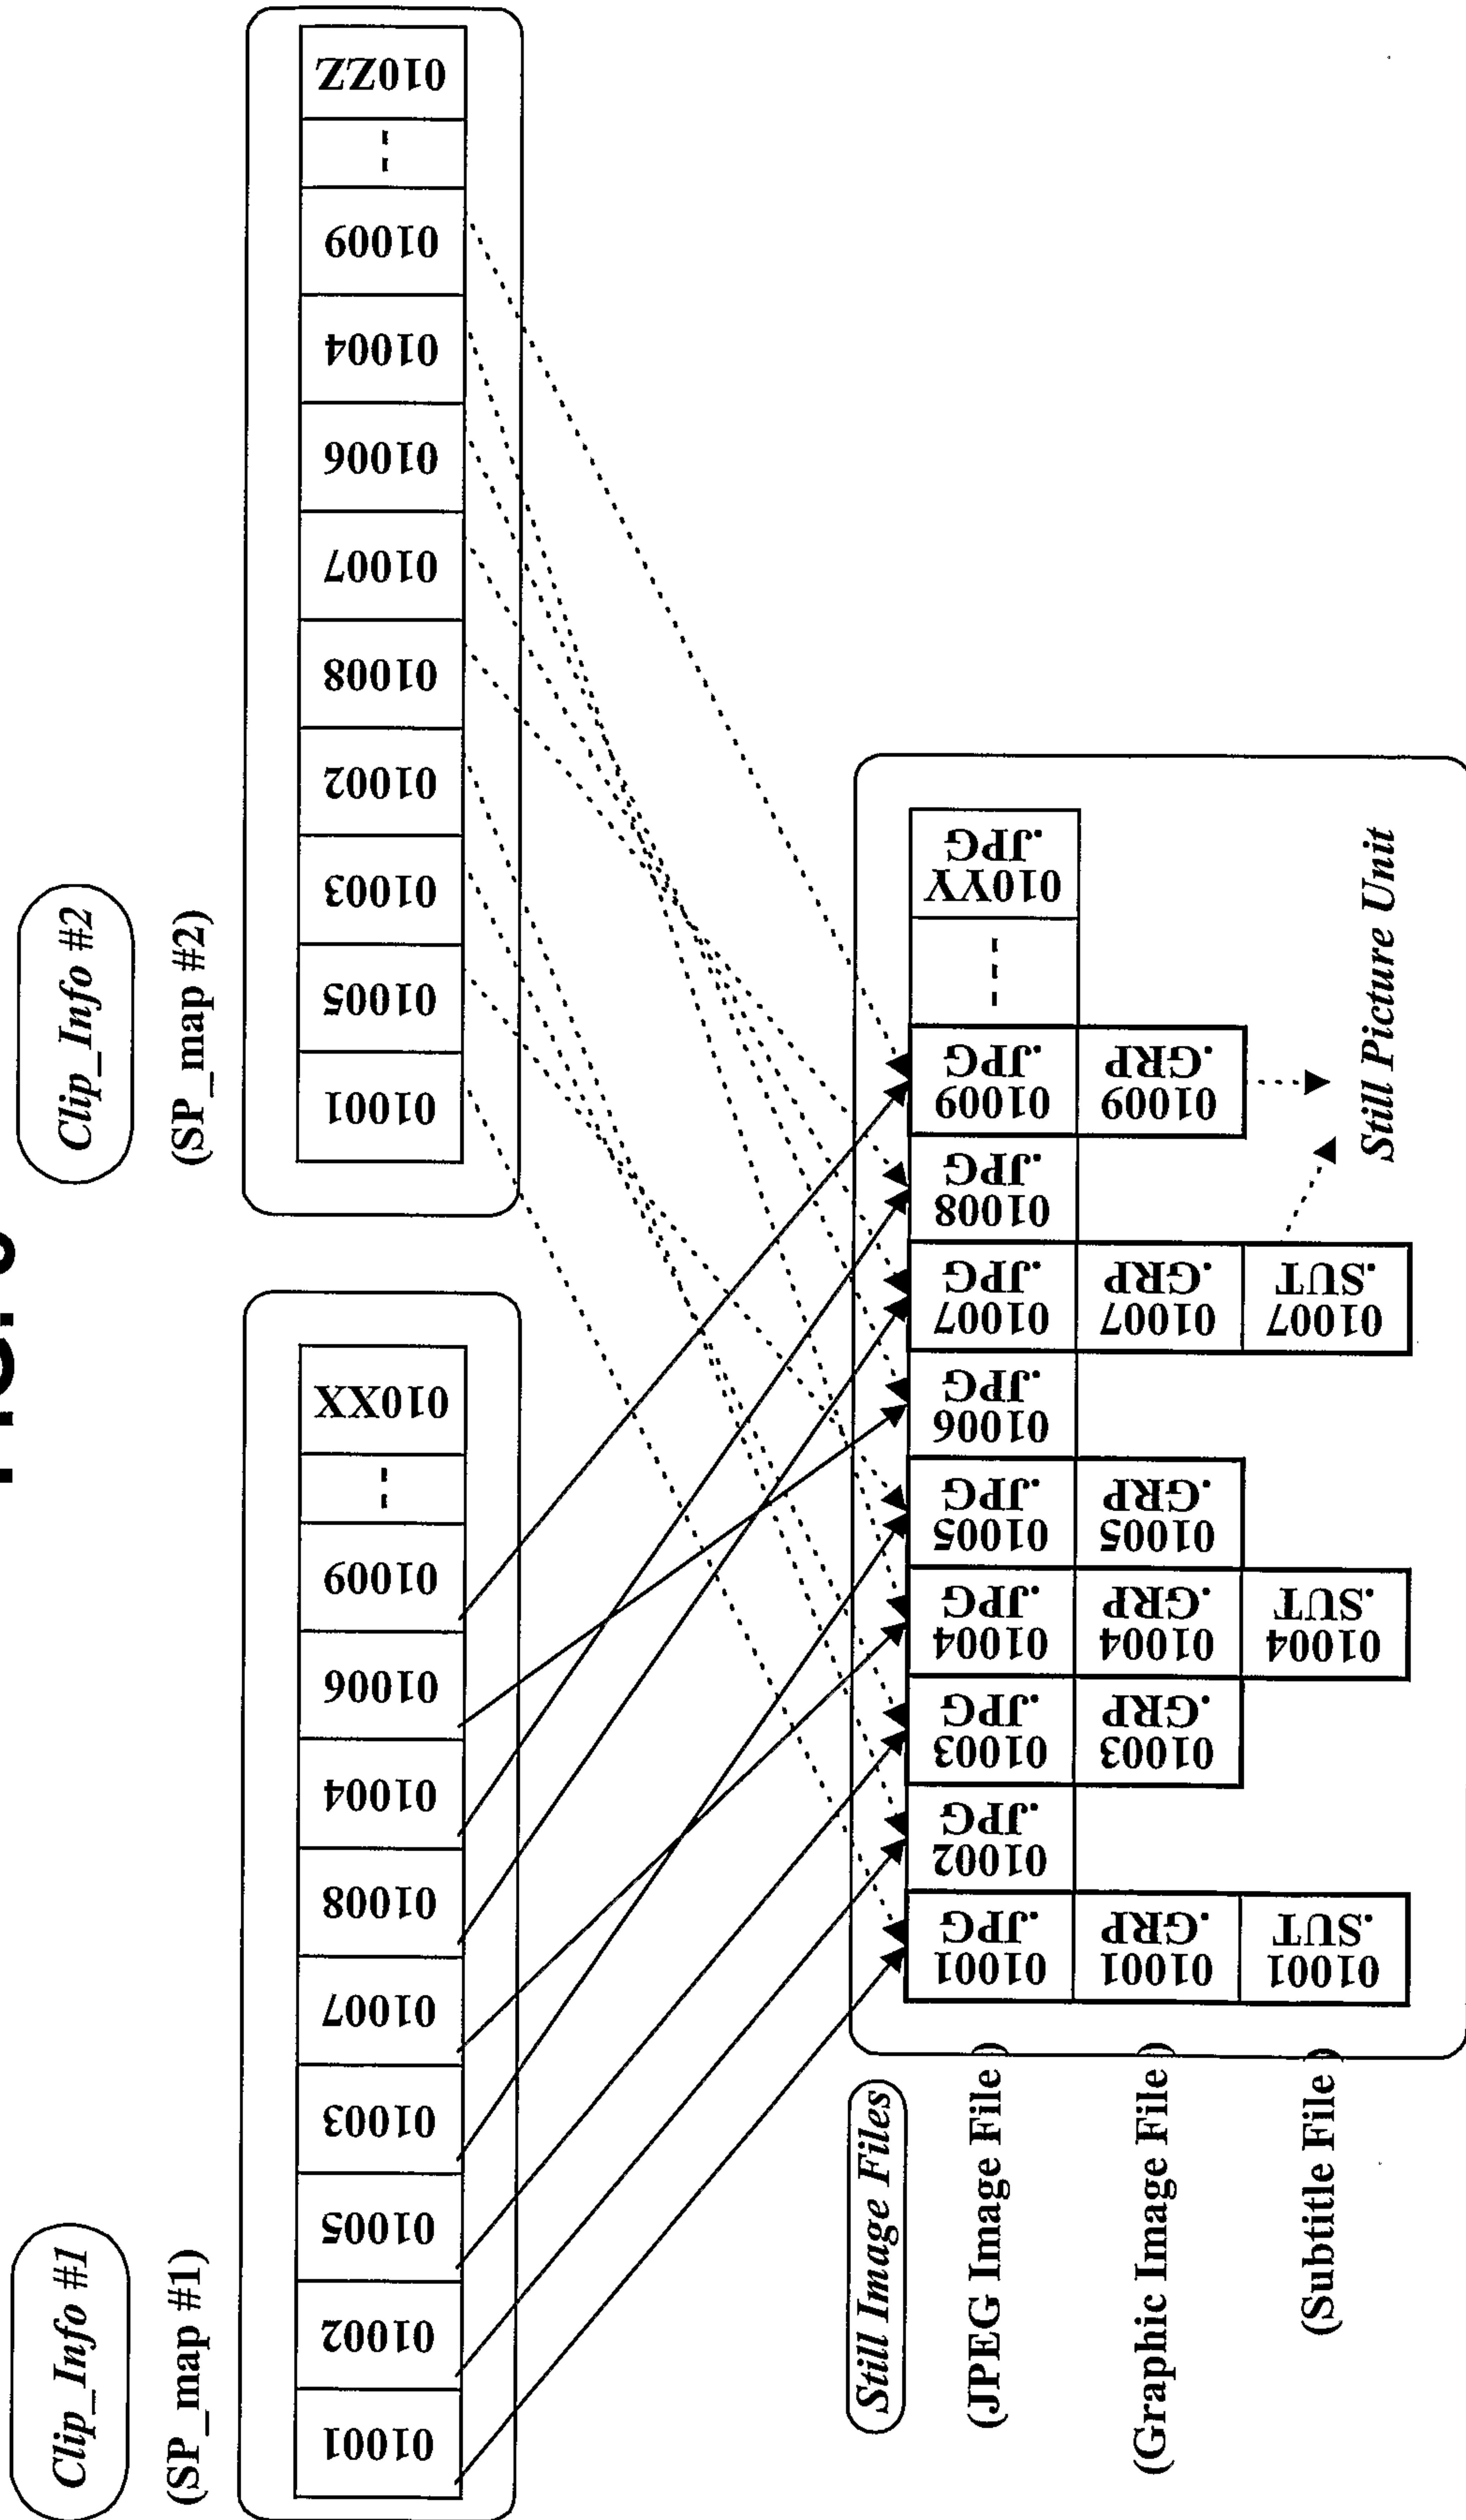 Clip_Info #1
Clip_Info #2
(SP_map #1)
(SP_map #2)
01001
01002
01005
01003
01007
01008
01004
01006
01009
--
010XX
01001
01005
01003
01002
01008
01007
01006
01004
01009
--
010ZZ
Still Image Files
(JPEG Image File)
01001
.JPG
01002
.JPG
01003
.JPG
01004
.JPG
01005
.JPG
01006
.JPG
01007
.JPG
01008
.JPG
01009
.JPG
---
010YY
.JPG
(Graphic Image File)
01001
.GRP
01003
.GRP
01004
.GRP
01005
.GRP
01007
.GRP
01009
.GRP
(Subtitle File)
01001
.SUT
01004
.SUT
01007
.SUT
Still Picture Unit